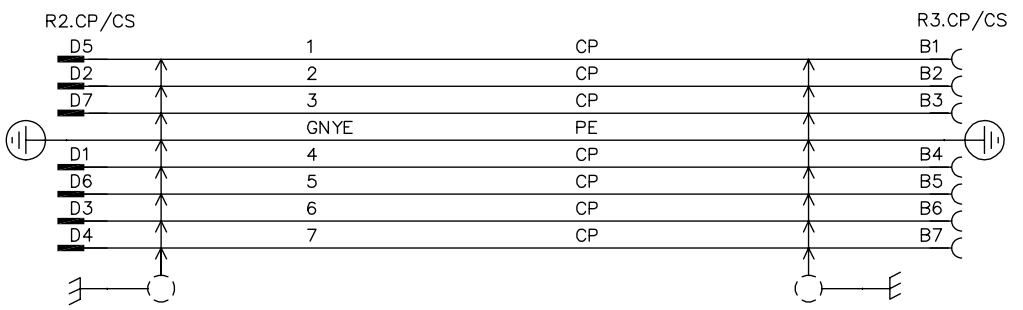 R2.CP/CS R3.CP/CS
D5 1 CP B1
D2 2 CP B2
D7 3 CP B3
GNYE PE
D1 4 CP B4
D6 5 CP B5
D3 6 CP B6
D4 7 CP B7